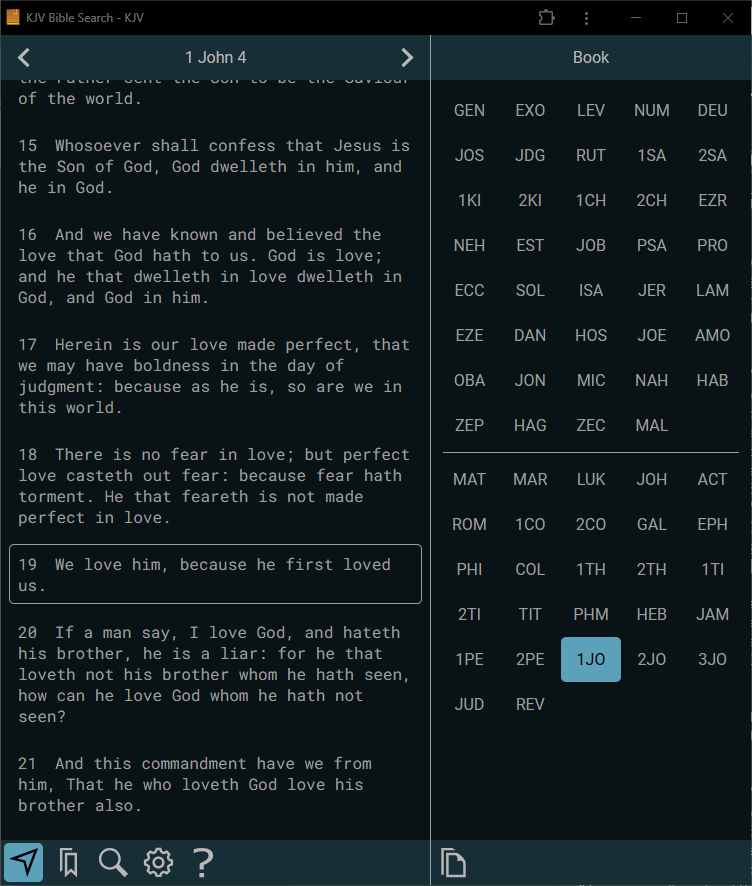 KJV Bible Search - KJV
1 John 4
the Father sent the Son to be the Saviour
of the world.
15 Whosoever shall confess that Jesus is
the Son of God, God dwelleth in him, and
he in God.
16 And we have known and believed the
love that God hath to us. God is love;
and he that dwelleth in love dwelleth in
God, and God in him.
17 Herein is our love made perfect, that
we may have boldness in the day of
judgment: because as he is, so are we in
this world.
18 There is no fear in love; but perfect
love casteth out fear: because fear hath
torment. He that feareth is not made
perfect in love.
19 We love him, because he first loved
us.
20 If a man say, I love God, and hateth
his brother, he is a liar: for he that
loveth not his brother whom he hath seen,
how can he love God whom he hath not
seen?
21 And this commandment have we from
him, That he who loveth God love his
brother also.
Book
GEN EXO LEV NUM DEU
JOS JDG RUT 1SA 2SA
1KI 2KI 1CH 2CH EZR
NEH EST JOB PSA PRO
ECC SOL ISA JER LAM
EZE DAN HOS JOE AMO
OBA JON MIC NAH HAB
ZEP HAG ZEC MAL
MAT MAR LUK JOH ACT
ROM 1CO 2CO GAL EPH
PHI COL 1TH 2TH 1TI
2TI TIT PHM HEB JAM
1PE 2PE 1JO 2JO 3JO
JUD REV